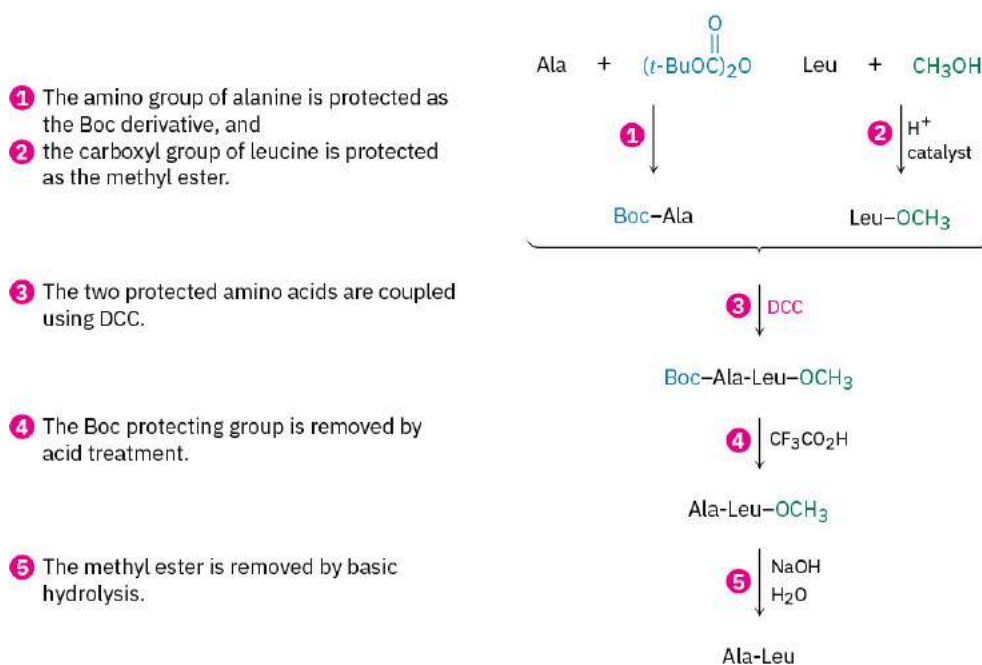 1 The amino group of alanine is protected as
the Boc derivative, and
2 the carboxyl group of leucine is protected
as the methyl ester.
O
Ala + (t-BuOC)₂O Leu + CH₃OH
1
2 H⁺
catalyst
Boc–Ala Leu–OCH₃
3 The two protected amino acids are coupled
using DCC.
3 DCC
Boc–Ala-Leu–OCH₃
4 The Boc protecting group is removed by
acid treatment.
4 CF₃CO₂H
Ala-Leu–OCH₃
5 The methyl ester is removed by basic
hydrolysis.
5 NaOH
H₂O
Ala-Leu